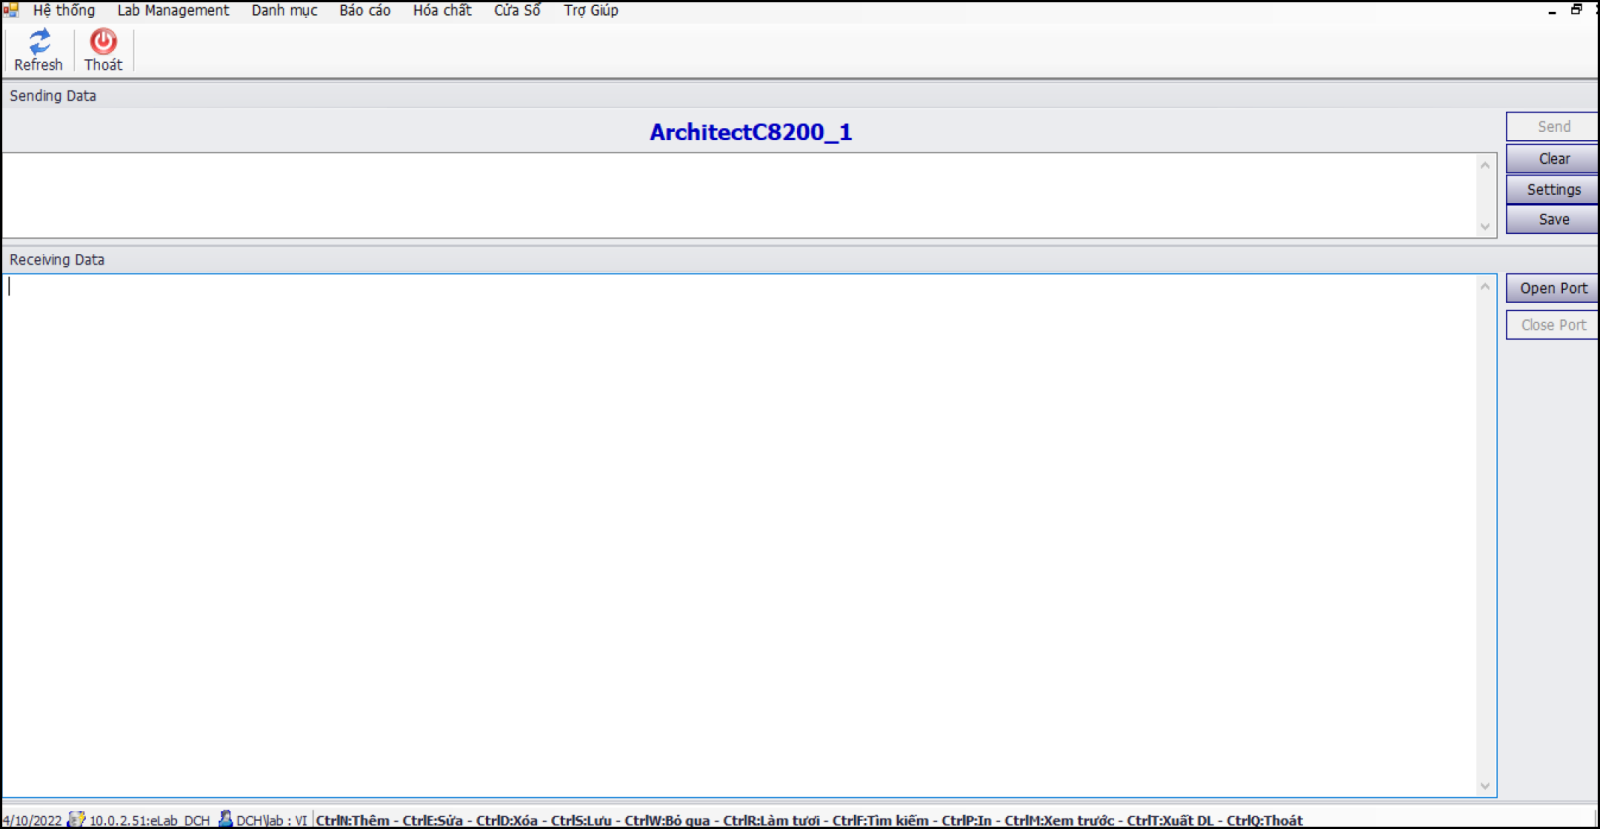 Hệ thống Lab Management Danh mục Báo cáo Hóa chất Cửa Sổ Trợ Giúp
Refresh Thoát
Sending Data
ArchitectC8200_1
Send
Clear
Settings
Save
Receiving Data
Open Port
Close Port
4/10/2022 10.0.2.51:eLab_DCH DCH\lab : VI CtrlN:Thêm - CtrlE:Sửa - CtrlD:Xóa - CtrlS:Lưu - CtrlW:Bỏ qua - CtrlR:Làm tươi - CtrlF:Tìm kiếm - CtrlP:In - CtrlM:Xem trước - CtrlT:Xuất DL - CtrlQ:Thoát